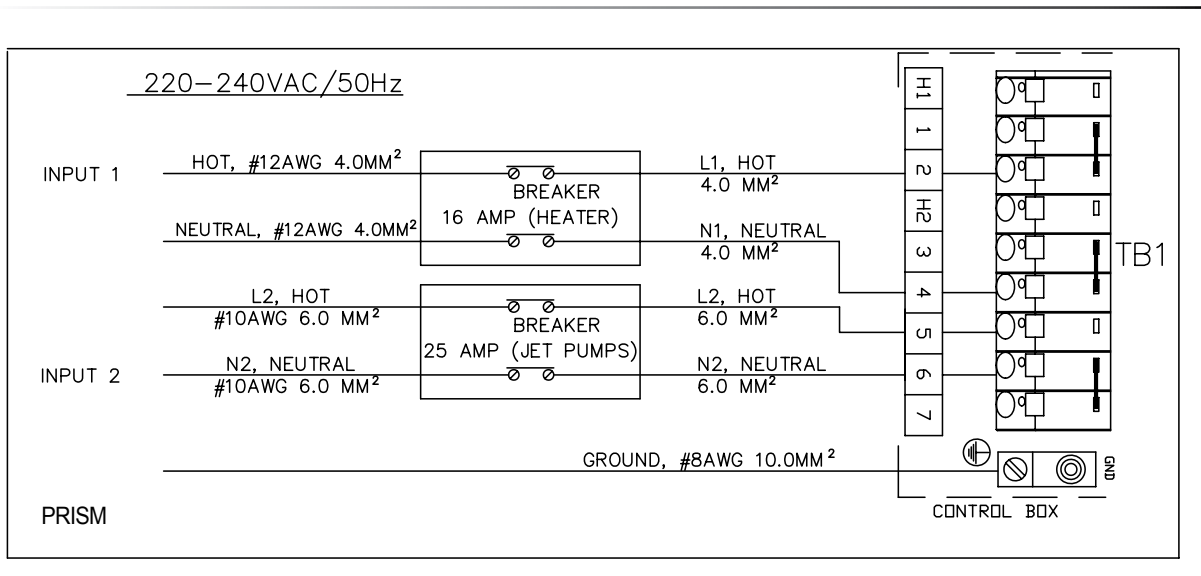 220-240VAC/50Hz
INPUT 1
HOT, #12AWG 4.0MM²
BREAKER
16 AMP (HEATER)
NEUTRAL, #12AWG 4.0MM²
L1, HOT
4.0 MM²
N1, NEUTRAL
4.0 MM²
L2, HOT
#10AWG 6.0 MM²
BREAKER
25 AMP (JET PUMPS)
L2, HOT
6.0 MM²
INPUT 2
N2, NEUTRAL
#10AWG 6.0 MM²
N2, NEUTRAL
6.0 MM²
H1
1
2
H2
3
4
5
6
7
TB1
GROUND, #8AWG 10.0MM²
GND
CONTROL BOX
PRISM